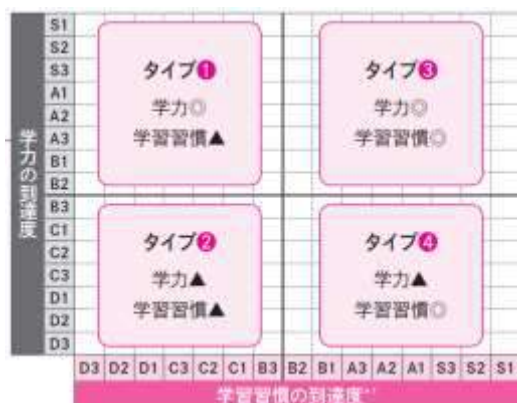 学力の到達度
S1
S2
S3
A1
A2
A3
B1
B2
B3
C1
C2
C3
D1
D2
D3
タイプ❶
学力◎
学習習慣▲
タイプ❸
学力◎
学習習慣◎
タイプ❷
学力▲
学習習慣▲
タイプ❹
学力▲
学習習慣◎
D3 D2 D1 C3 C2 C1 B3 B2 B1 A3 A2 A1 S3 S2 S1
学習習慣の到達度